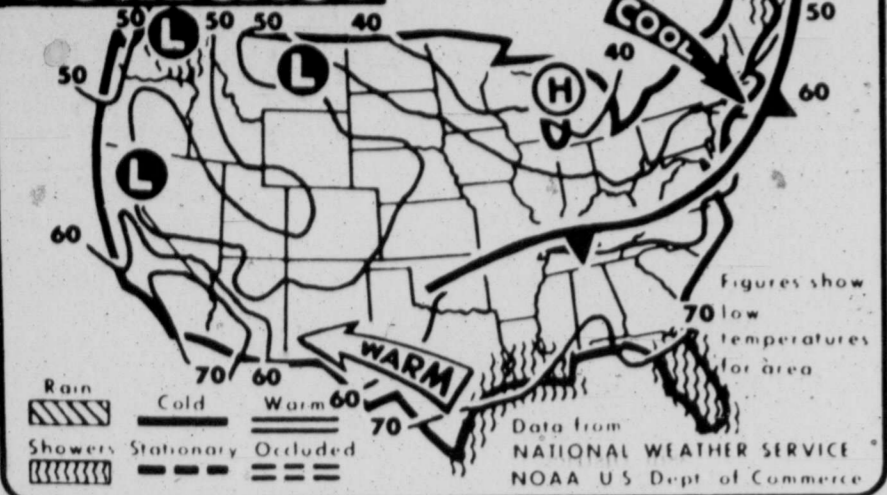 50
50
50
40
50
COOL
L
L
40
50
H
60
L
60
Figures show
70 low
temperatures
for area
WARM
70
60
60
70
Rain
Cold
Warm
Showers
Stationary
Occluded
Data from
NATIONAL WEATHER SERVICE
NOAA US Dept of Commerce